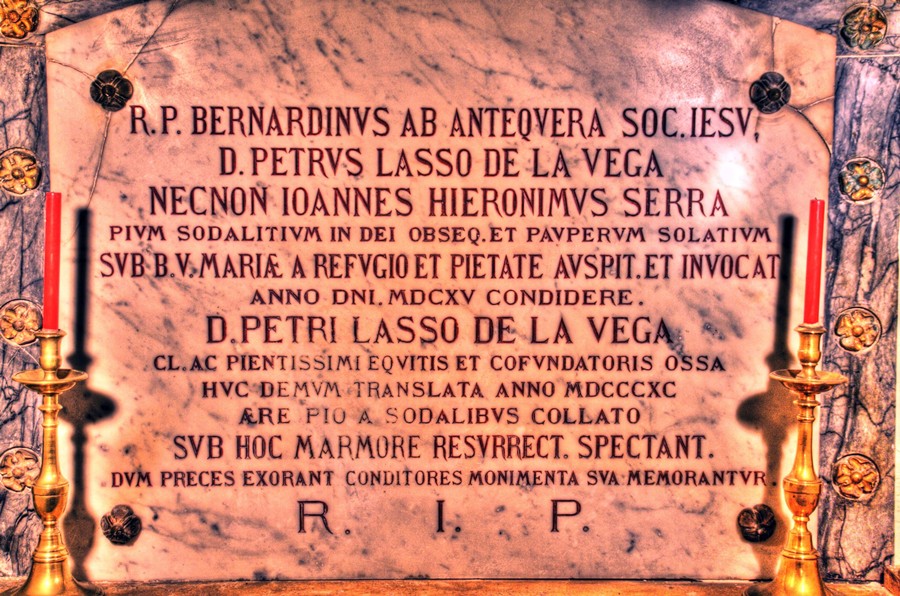 R.P. BERNARDINVS AB ANTEQVERA SOC.IESV,
D.PETRVS LASSO DE LA VEGA
NECNON IOANNES HIERONIMVS SERRA
PIVM SODALITIVM IN DEI OBSEQ.ET PAVPERVM SOLATIVM
SVB B.V.MARIÆ A REFVGIO ET PIETATE AVSPIT.ET INVOCAT
ANNO DNI.MDCXV CONDIDERE.
D.PETRI LASSO DE LA VEGA
CL.AC PIENTISSIMI EQVITIS ET COFVNDATORIS OSSA
HVC DEMVM TRANSLATA ANNO MDCCCXC
ÆRE PIO A SODALIBVS COLLATO
SVB HOC MARMORE RESVRRECT. SPECTANT.
DVM PRECES EXORANT CONDITORES MONIMENTA SVA MEMORANTVR.
R. I. P.